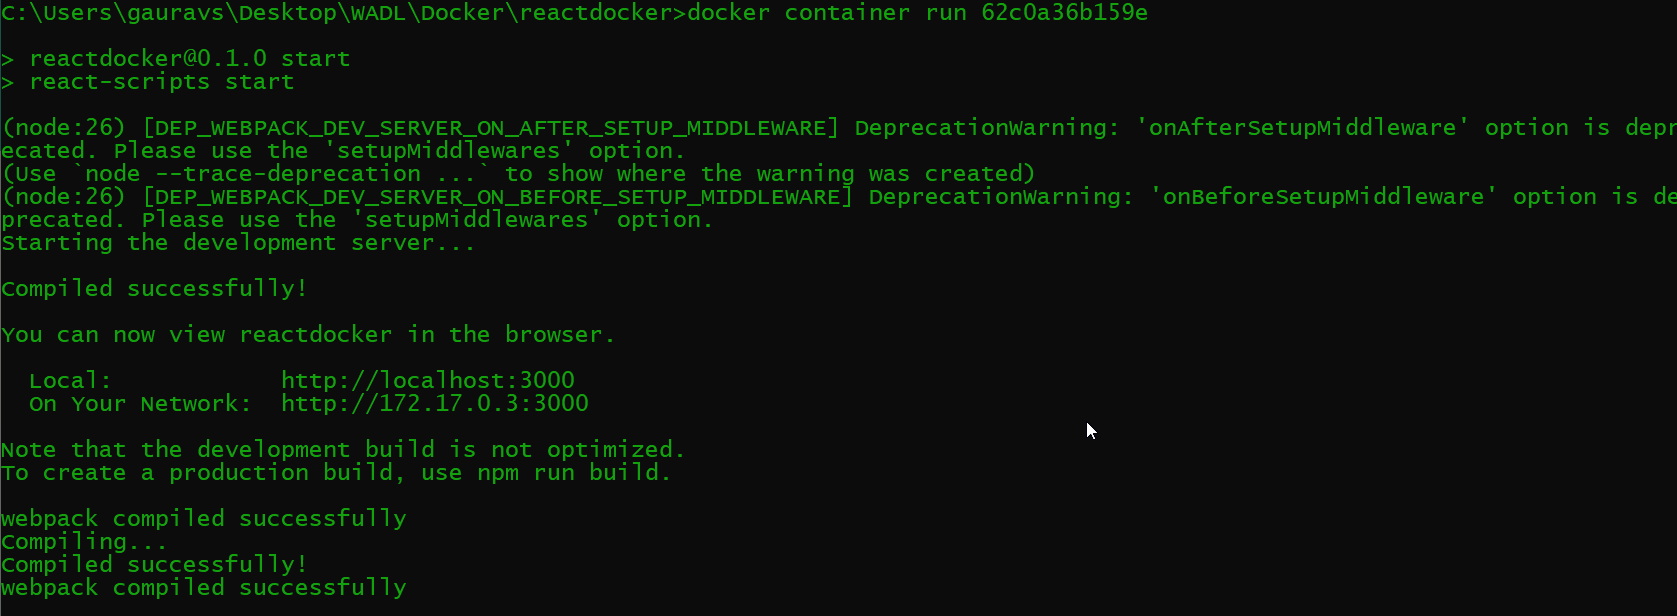 C:\Users\gauravs\Desktop\WADL\Docker\reactdocker>docker container run 62c0a36b159e
> reactdocker@0.1.0 start
> react-scripts start
(node:26) [DEP_WEBPACK_DEV_SERVER_ON_AFTER_SETUP_MIDDLEWARE] DeprecationWarning: 'onAfterSetupMiddleware' option is depr
ecated. Please use the 'setupMiddlewares' option.
(Use `node --trace-deprecation ...` to show where the warning was created)
(node:26) [DEP_WEBPACK_DEV_SERVER_ON_BEFORE_SETUP_MIDDLEWARE] DeprecationWarning: 'onBeforeSetupMiddleware' option is de
precated. Please use the 'setupMiddlewares' option.
Starting the development server...
Compiled successfully!
You can now view reactdocker in the browser.
Local: http://localhost:3000
On Your Network: http://172.17.0.3:3000
Note that the development build is not optimized.
To create a production build, use npm run build.
webpack compiled successfully
Compiling...
Compiled successfully!
webpack compiled successfully